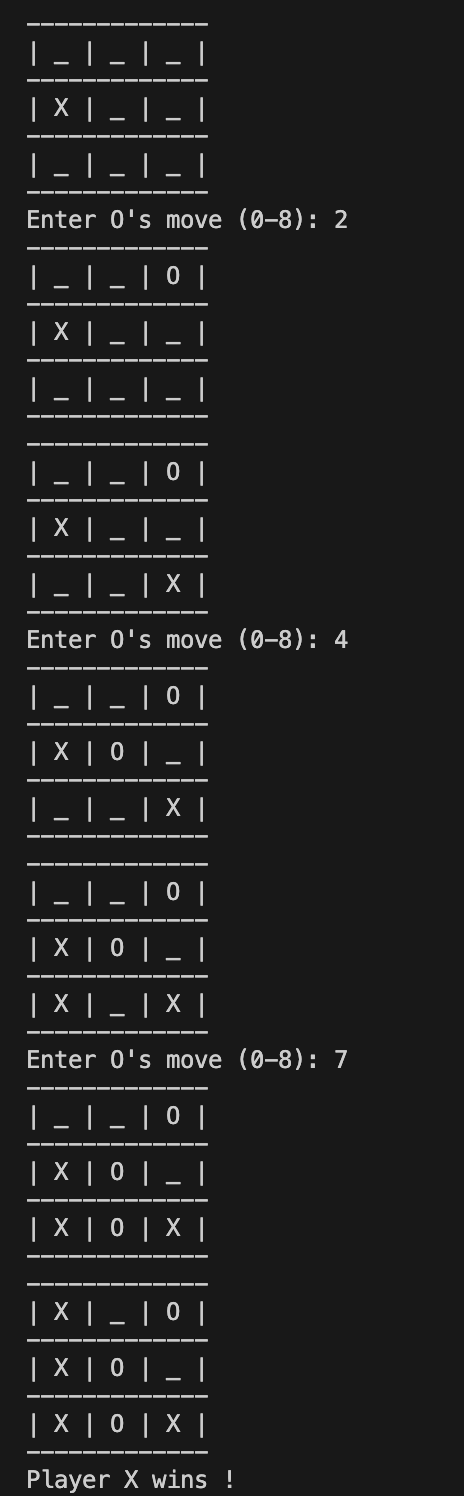 -------------
| _ | _ | _ |
-------------
| X | _ | _ |
-------------
| _ | _ | _ |
-------------
Enter O's move (0-8): 2
-------------
| _ | _ | O |
-------------
| X | _ | _ |
-------------
| _ | _ | _ |
-------------
-------------
| _ | _ | O |
-------------
| X | _ | _ |
-------------
| _ | _ | X |
-------------
Enter O's move (0-8): 4
-------------
| _ | _ | O |
-------------
| X | O | _ |
-------------
| _ | _ | X |
-------------
-------------
| _ | _ | O |
-------------
| X | O | _ |
-------------
| X | _ | X |
-------------
Enter O's move (0-8): 7
-------------
| _ | _ | O |
-------------
| X | O | _ |
-------------
| X | O | X |
-------------
-------------
| X | _ | O |
-------------
| X | O | _ |
-------------
| X | O | X |
-------------
Player X wins !